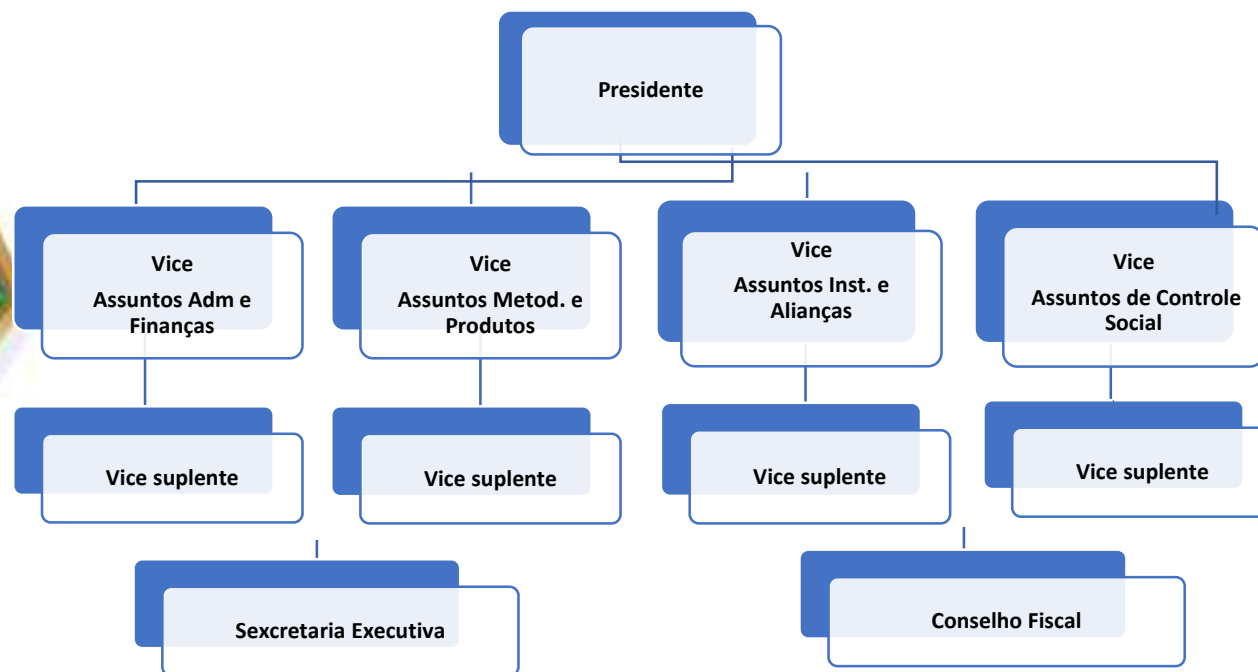 Presidente
Vice
Assuntos Adm e
Finanças
Vice
Assuntos Metod. e
Produtos
Vice
Assuntos Inst. e
Alianças
Vice
Assuntos de Controle
Social
Vice suplente
Vice suplente
Vice suplente
Vice suplente
Sexcretaria Executiva
Conselho Fiscal